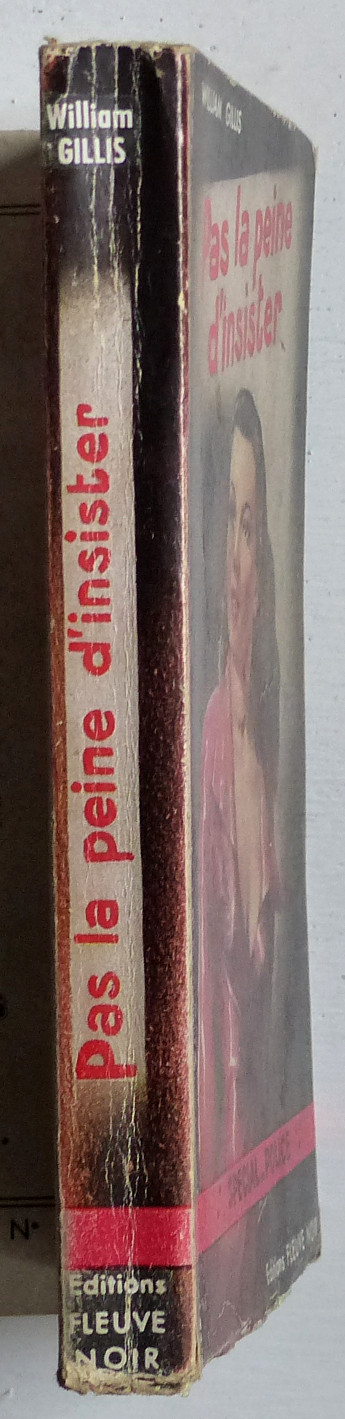 William
GILLIS
Pas la peine d'insister
Editions
FLEUVE
NOIR
WILLIAM GILLIS
Pas la peine
d'insister
SPECIAL-POLICE
Editions FLEUVE NOIR
N°